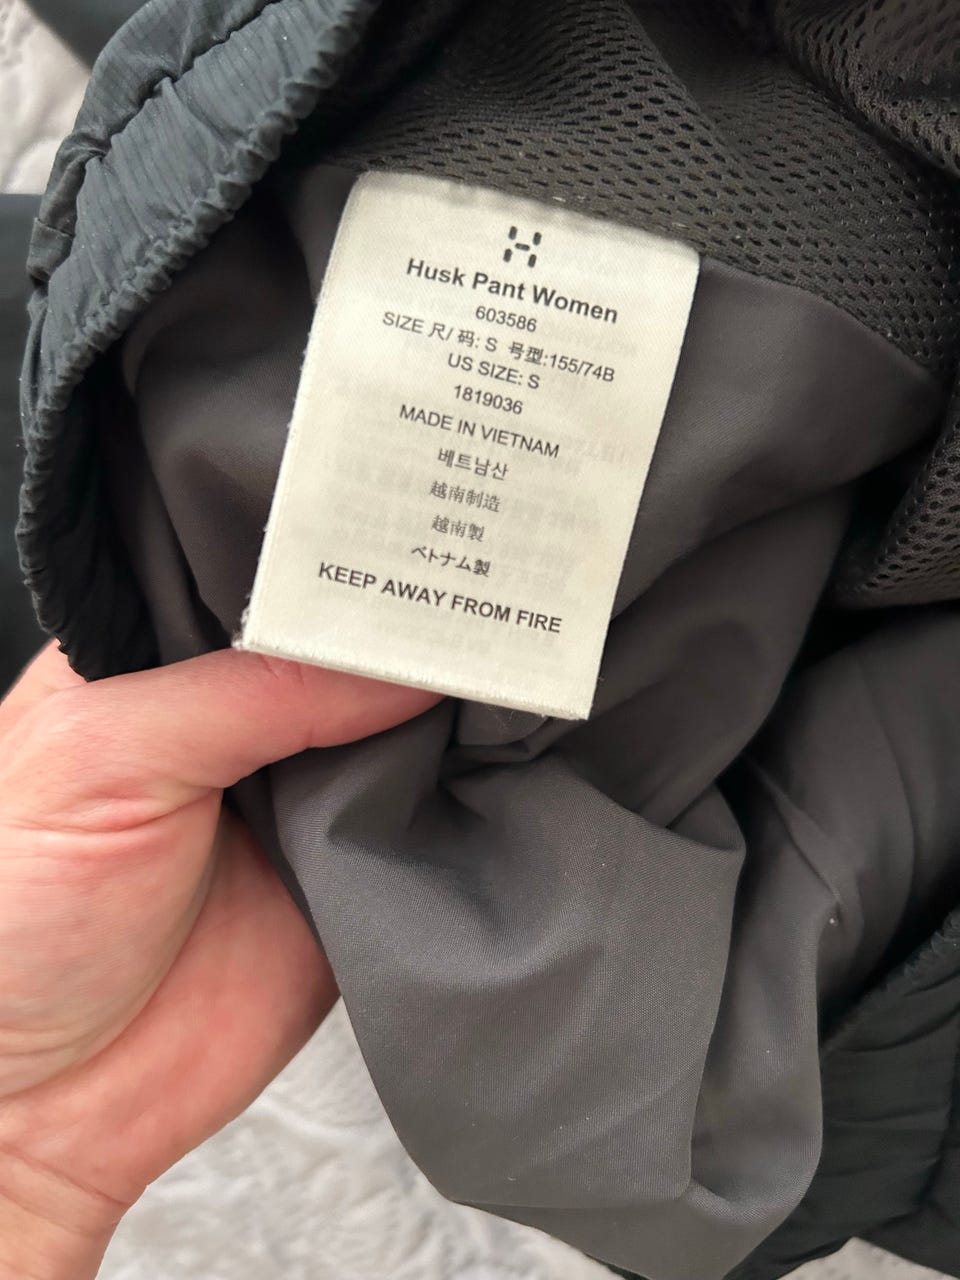 Husk Pant Women
603586
SIZE 尺/ 码: S 号型:155/74B
US SIZE: S
1819036
MADE IN VIETNAM
베트남산
越南制造
越南製
ベトナム製
KEEP AWAY FROM FIRE